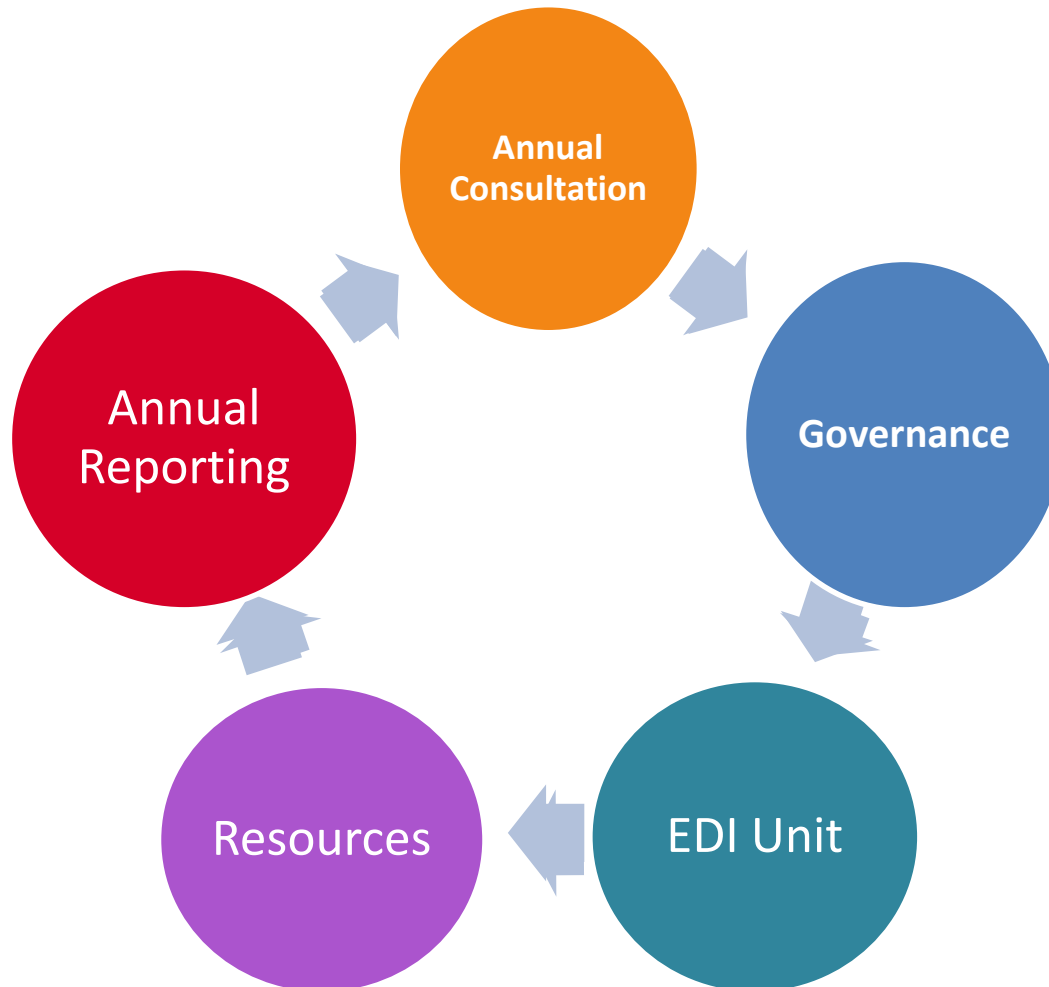 Annual
Consultation
Governance
EDI Unit
Resources
Annual
Reporting